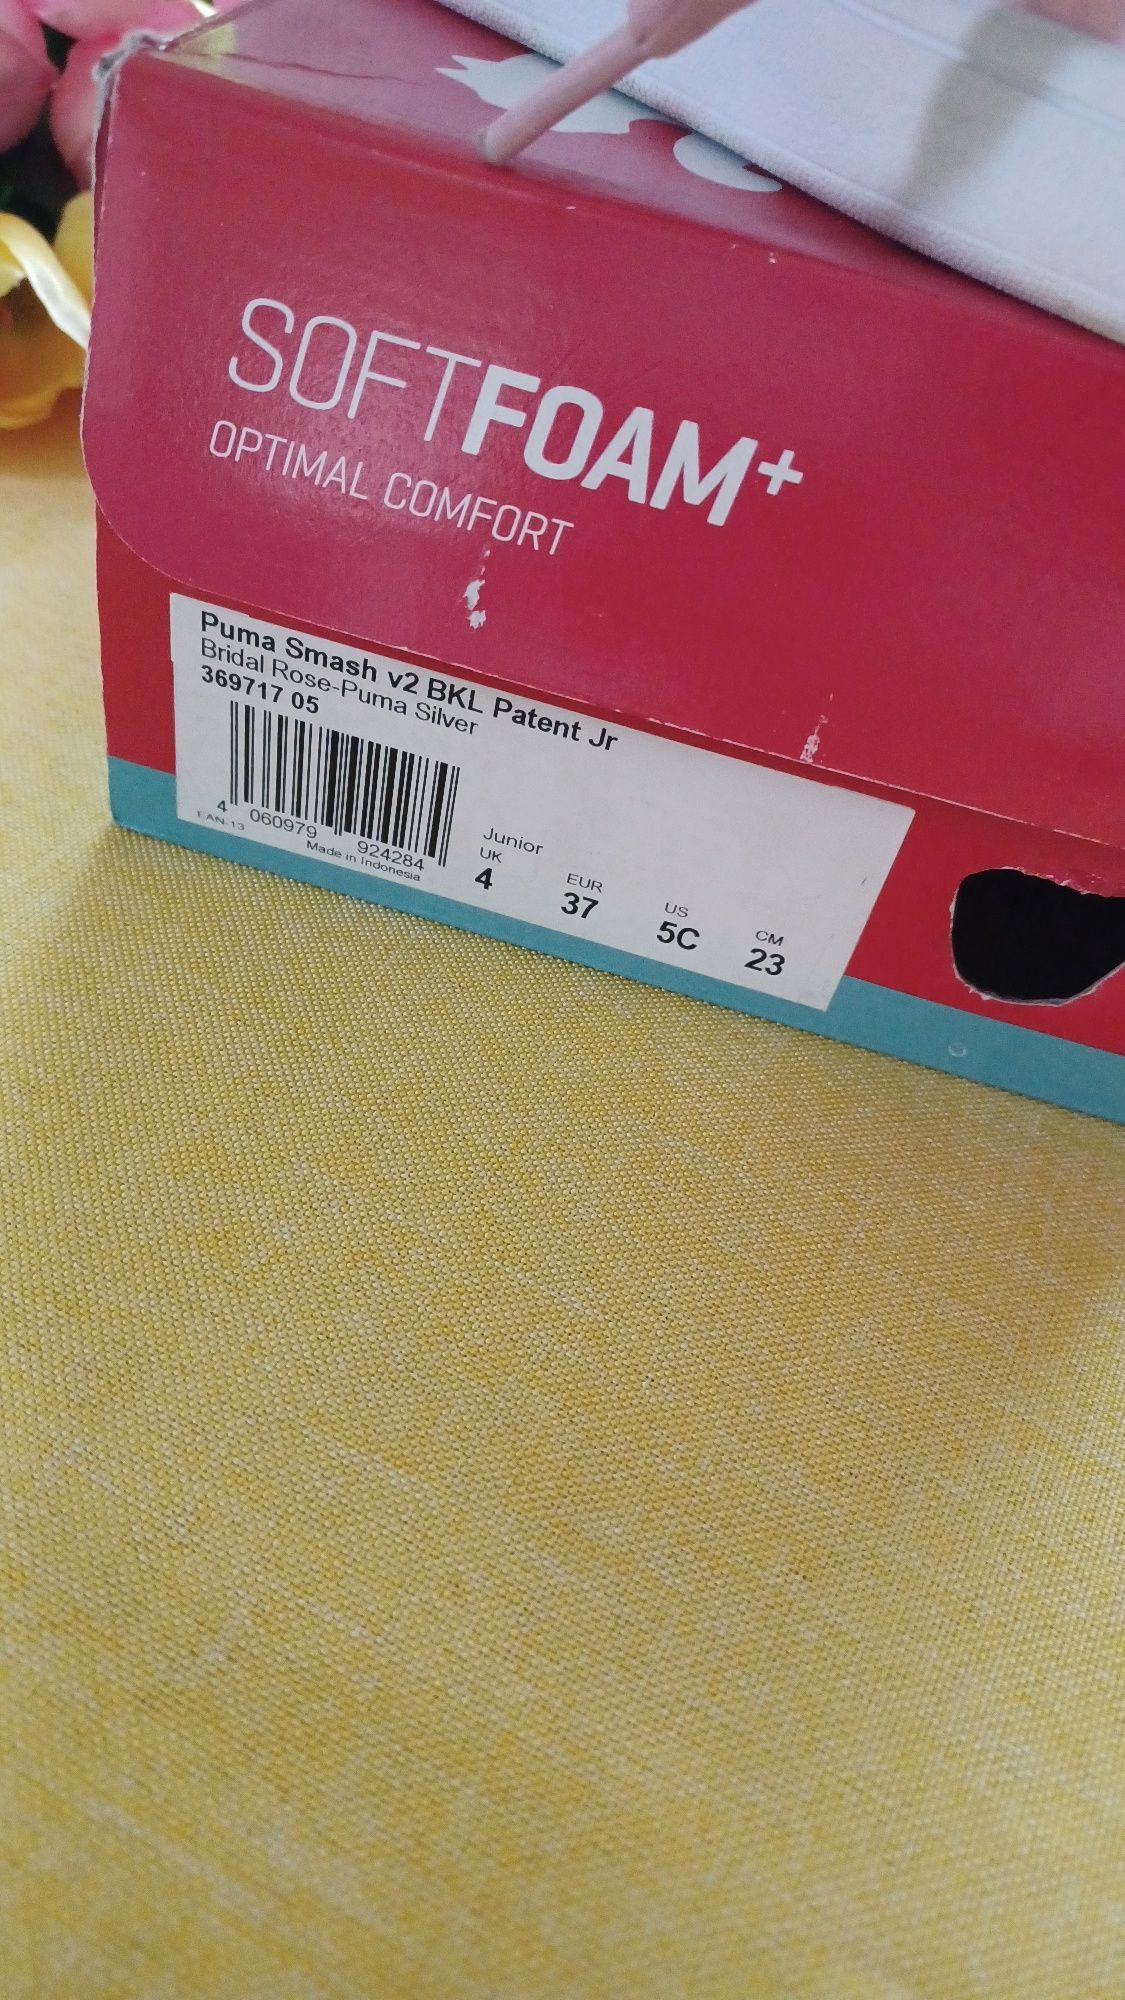 SOFTFOAM+
OPTIMAL COMFORT
Puma Smash v2 BKL Patent Jr
Bridal Rose-Puma Silver
369717 05
4 060979 924284
EAN-13
Made in Indonesia
Junior
UK EUR US CM
4 37 5C 23